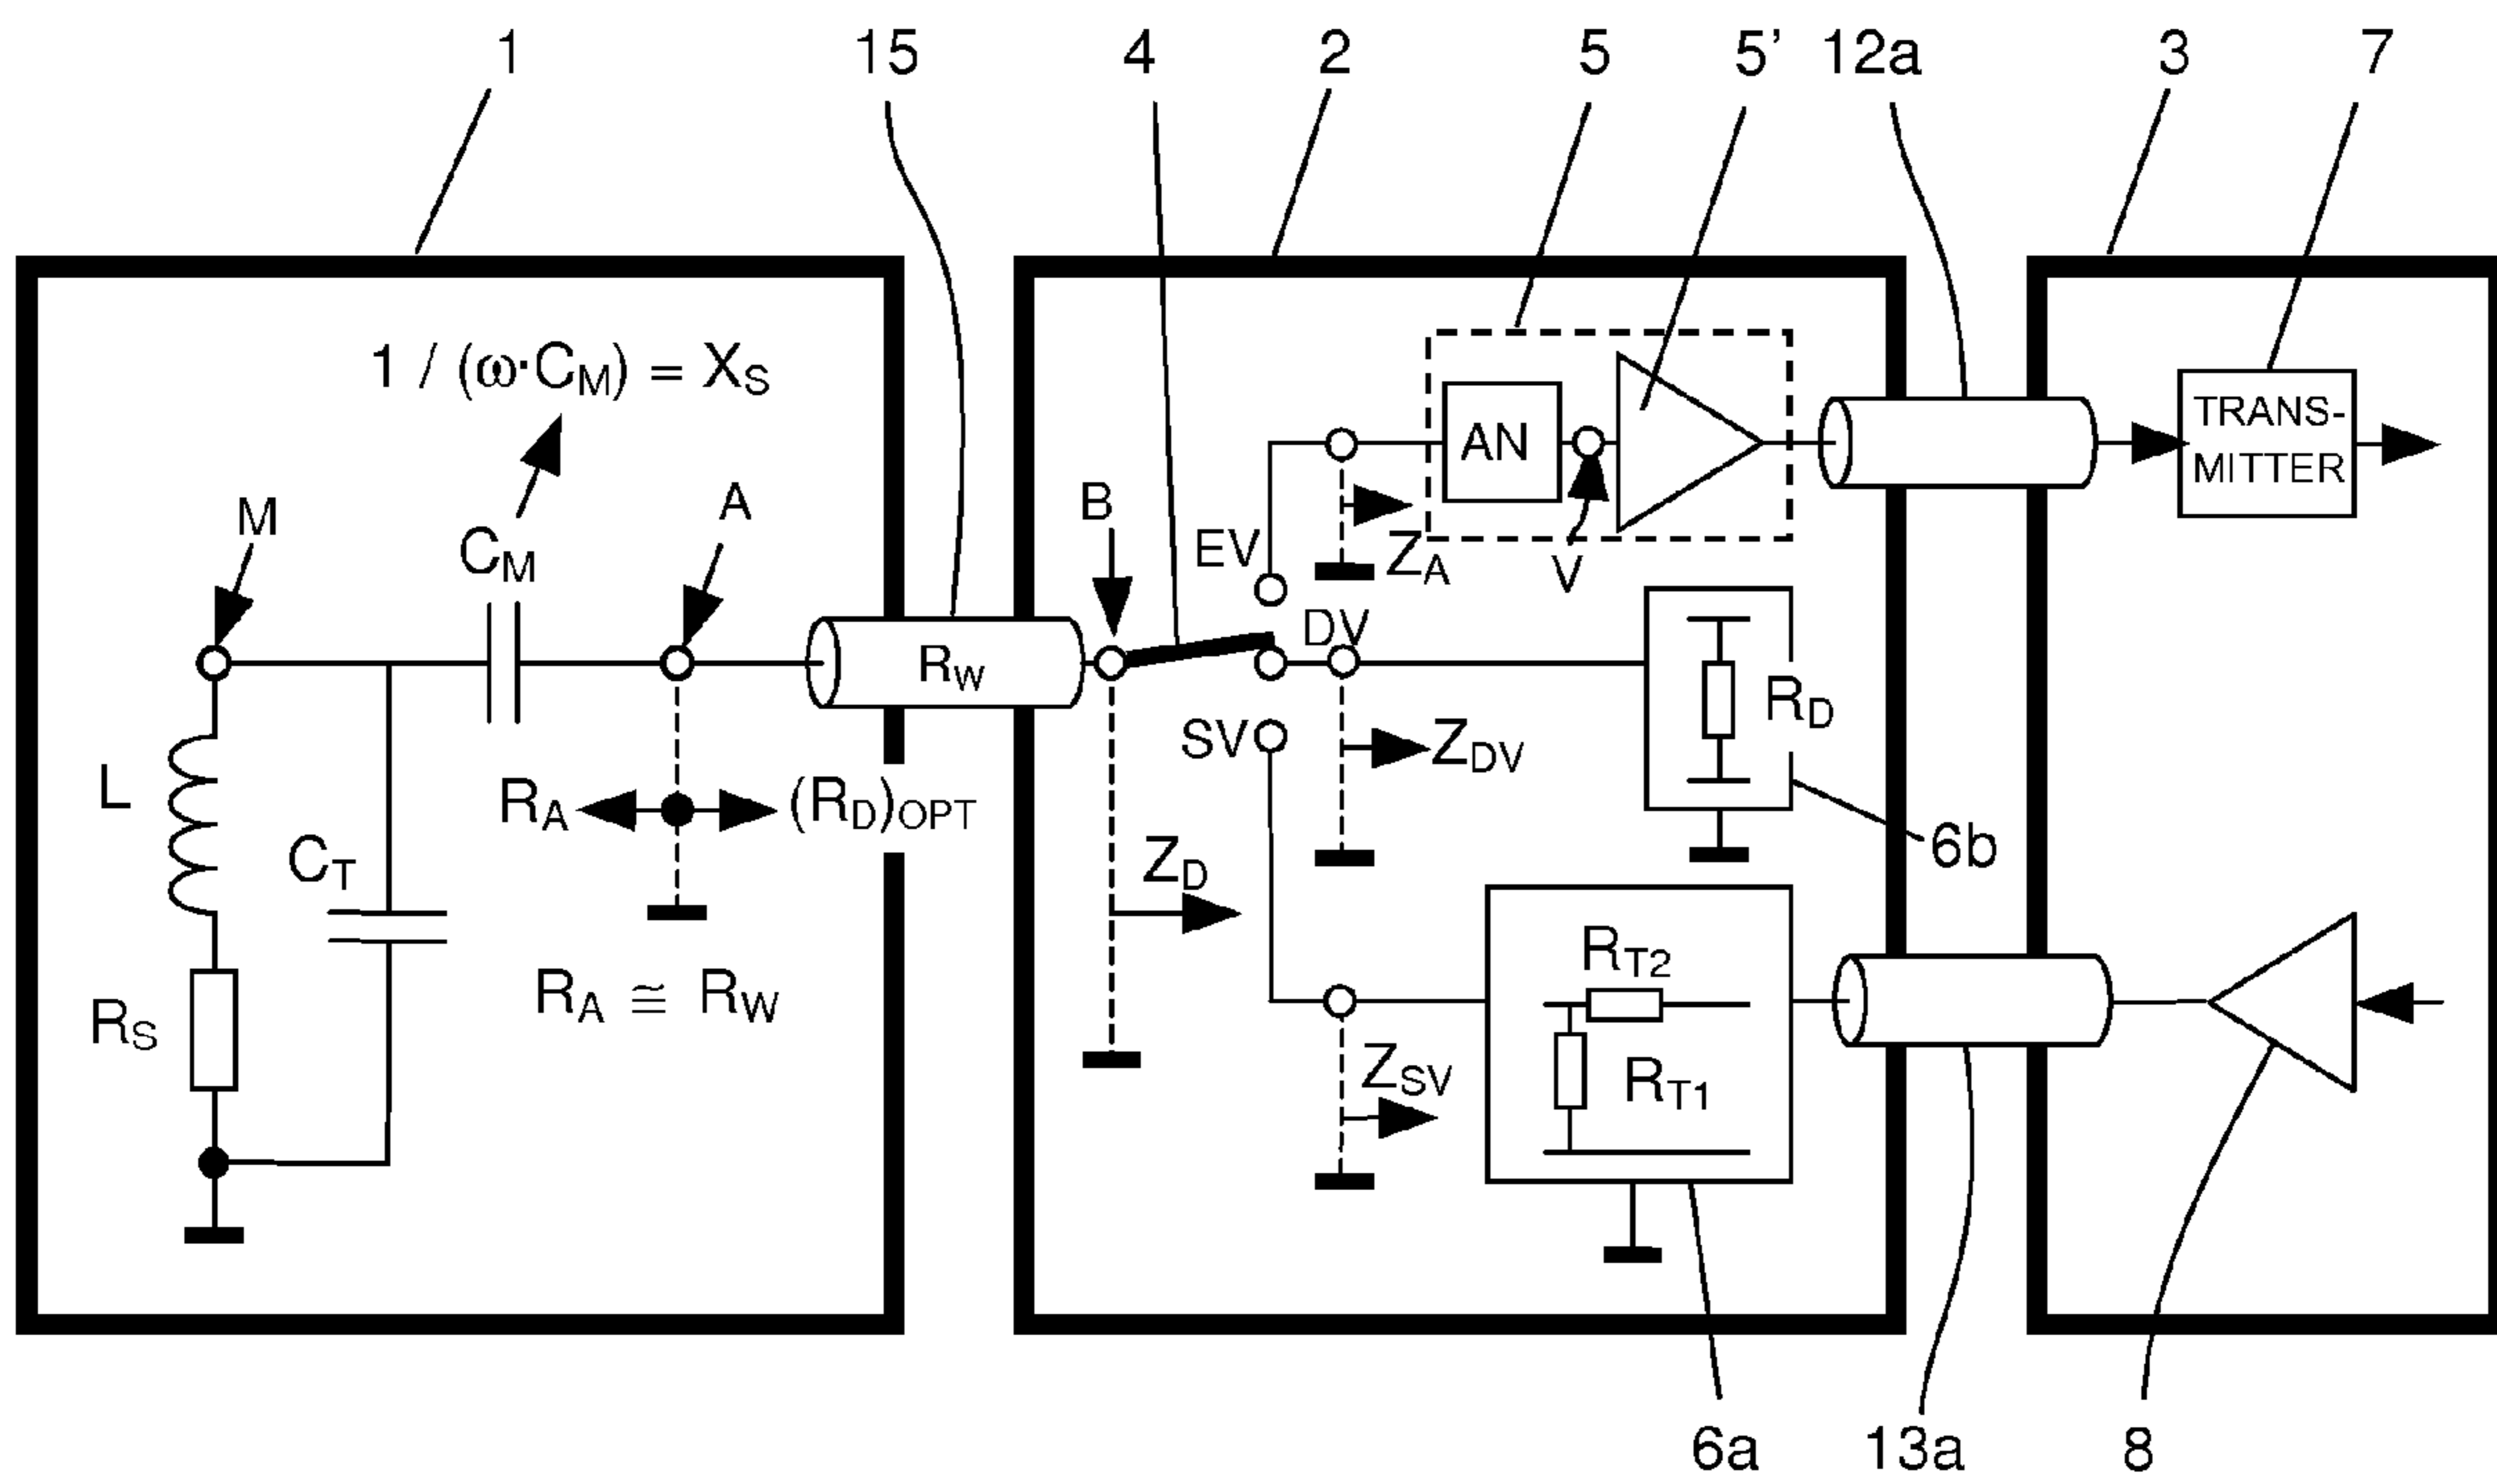 1
15
4
2
5
5’
12a
3
7
1 / (ω·CM) = XS
M
CM
A
B
EV
AN
ZA
V
TRANS-
MITTER
RW
DV
SV
RD
ZDV
L
RA
(RD)OPT
CT
ZD
6b
RS
RA ≅ RW
RT2
RT1
ZSV
6a
13a
8